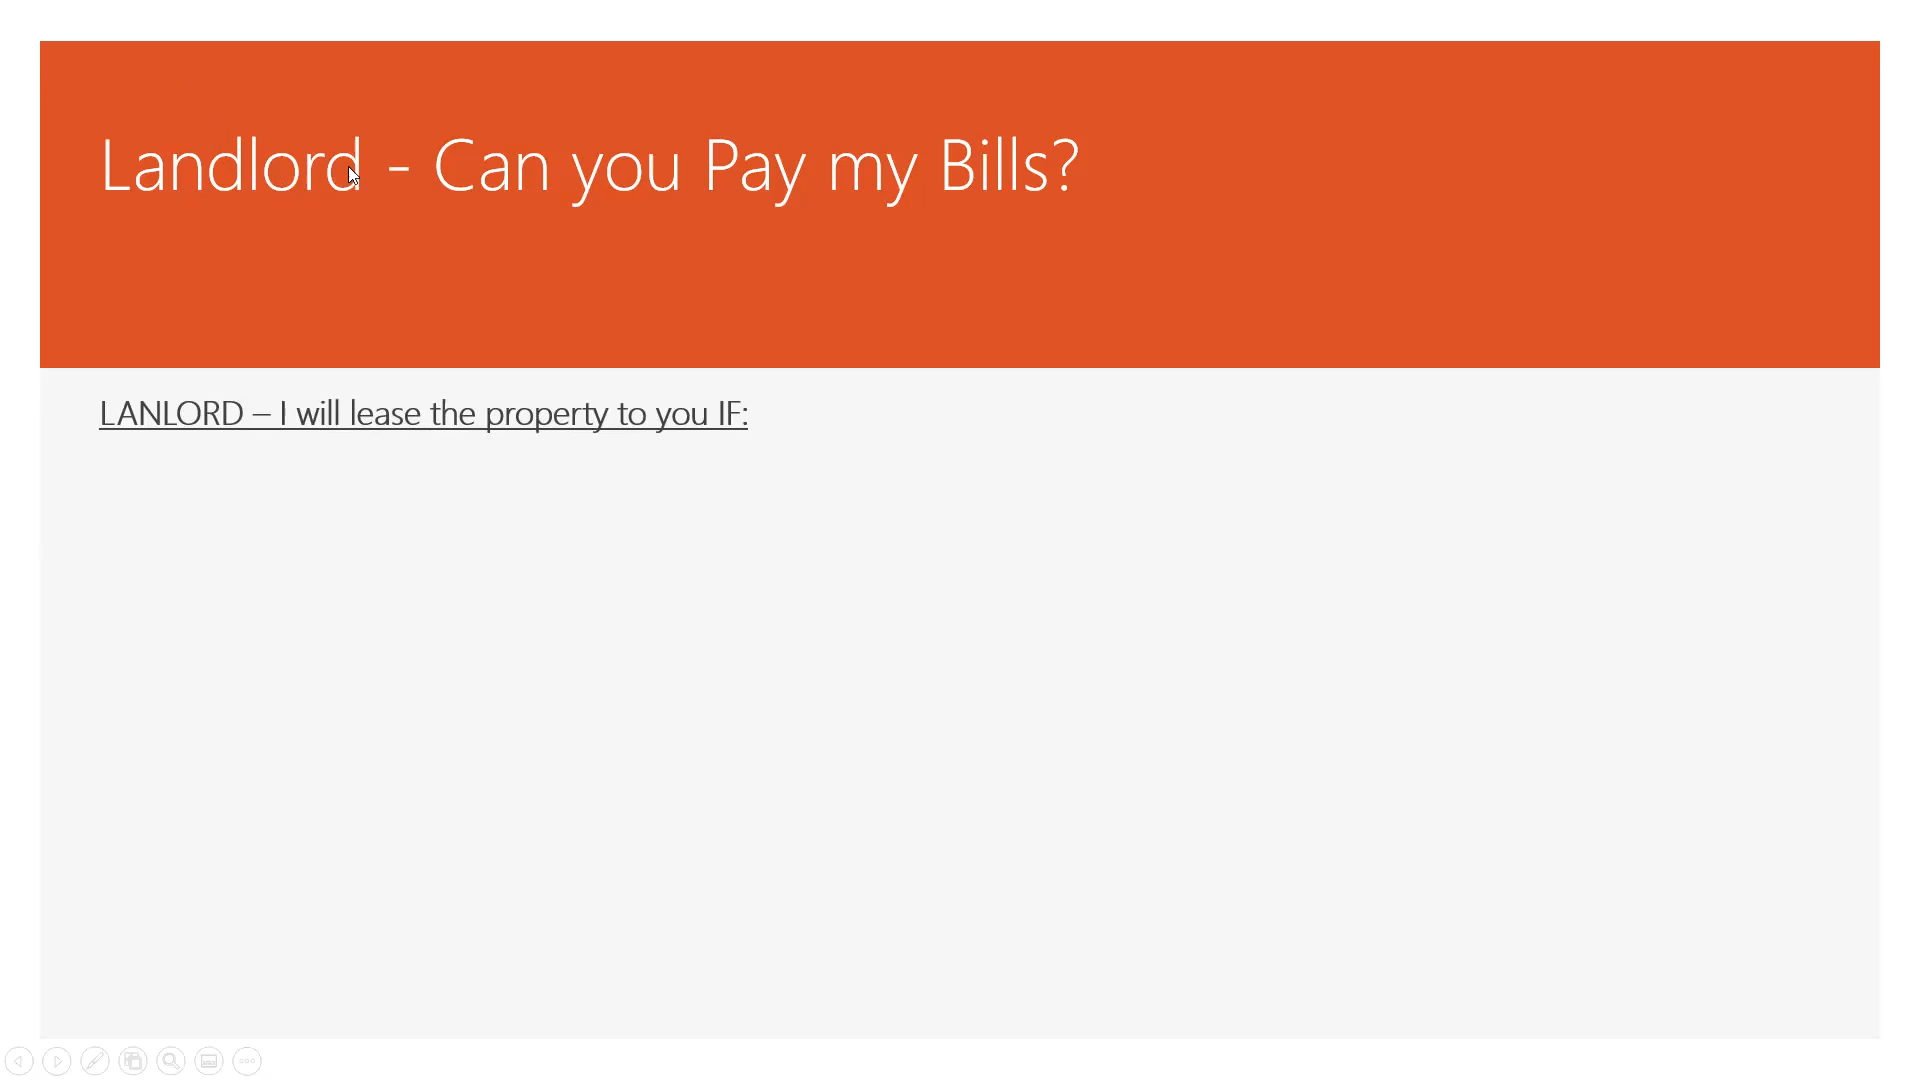 Landlord - Can you Pay my Bills?
LANLORD – I will lease the property to you IF: